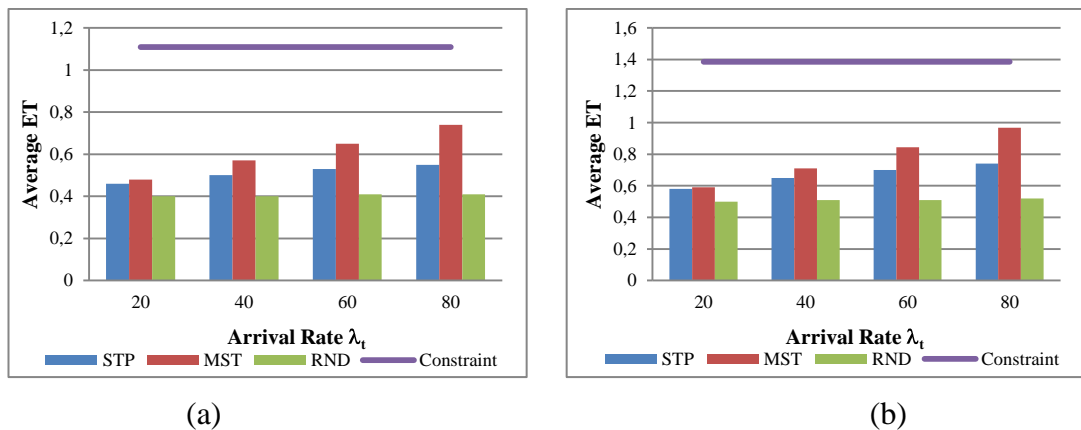 1,2
1
0,8
0,6
0,4
0,2
0
Average ET
20 40 60 80
Arrival Rate λt
STP MST RND Constraint
(a)
1,6
1,4
1,2
1
0,8
0,6
0,4
0,2
0
Average ET
20 40 60 80
Arrival Rate λt
STP MST RND Constraint
(b)